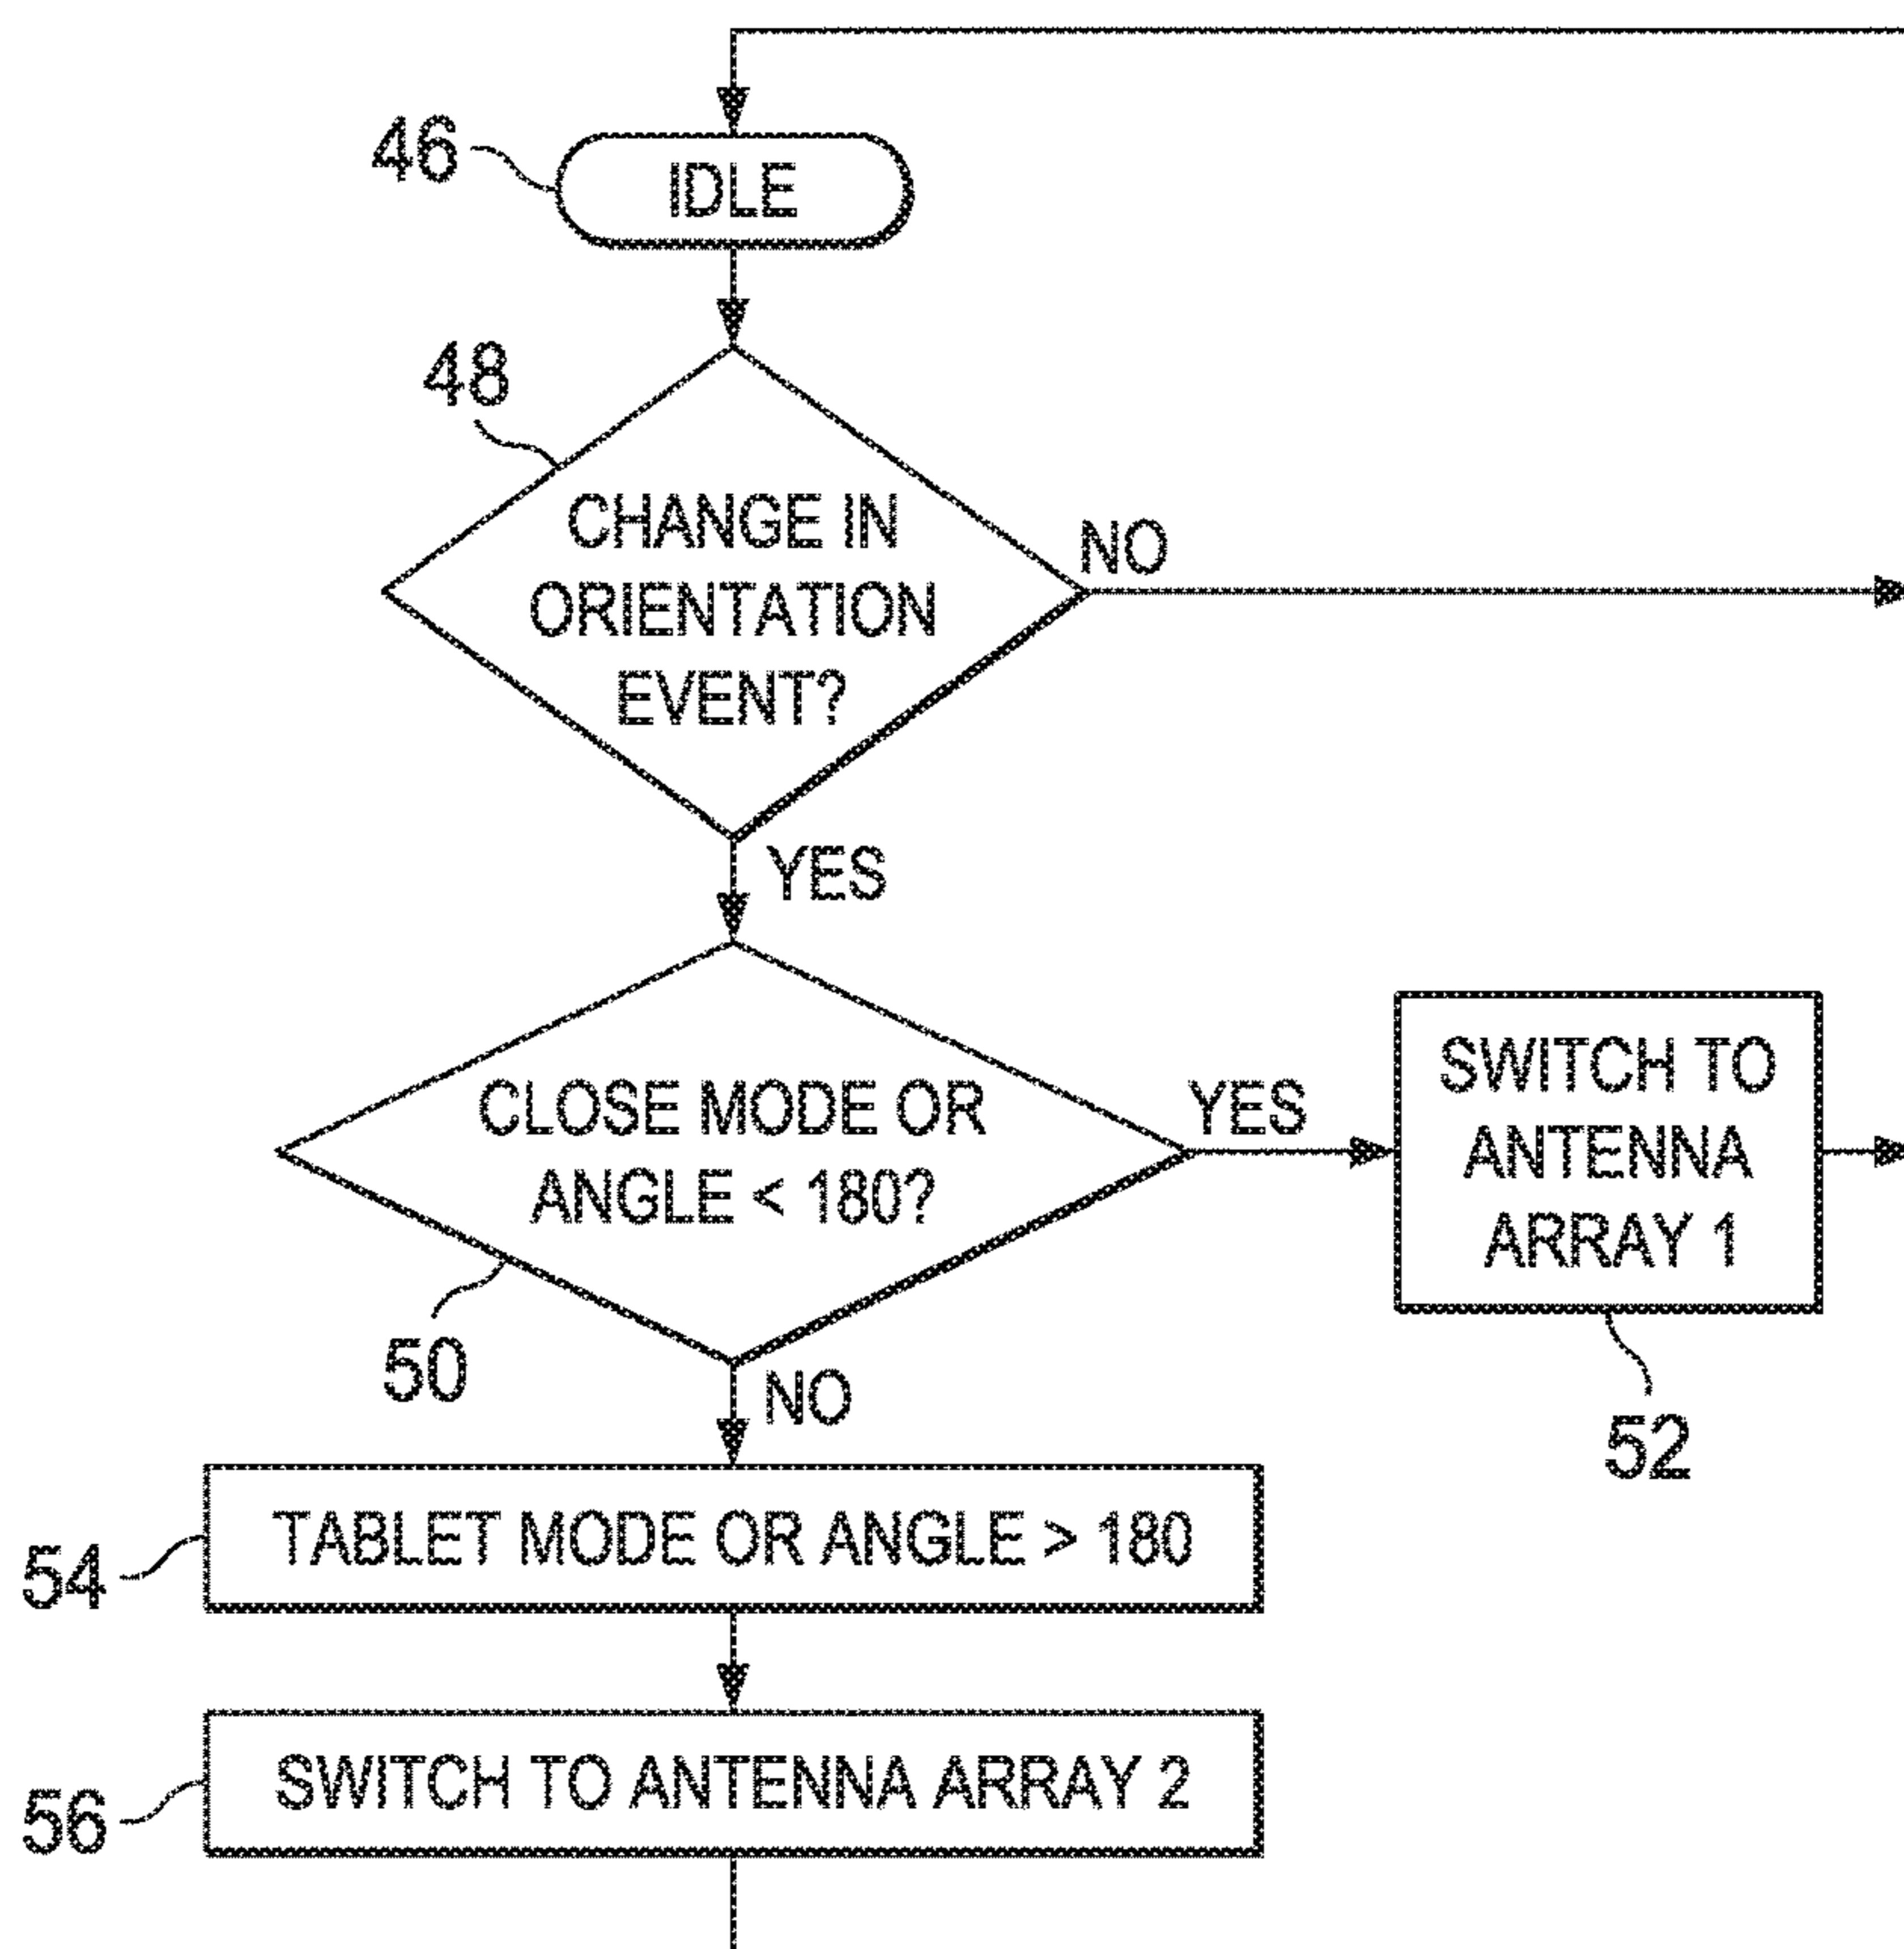 46
IDLE
48
CHANGE IN
ORIENTATION
EVENT?
NO
YES
CLOSE MODE OR
ANGLE < 180?
YES
SWITCH TO
ANTENNA
ARRAY 1
50
NO
52
TABLET MODE OR ANGLE > 180
54
SWITCH TO ANTENNA ARRAY 2
56